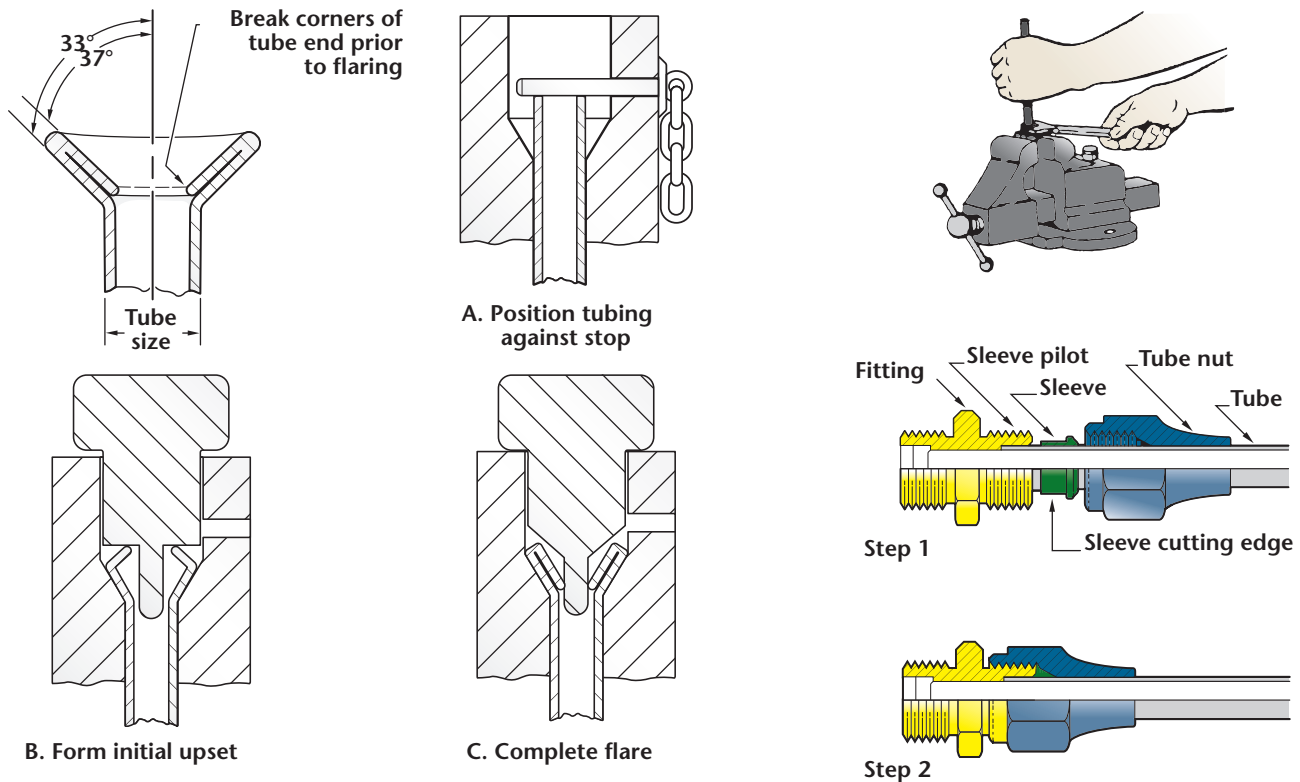 33°
37°
Break corners of
tube end prior
to flaring
Tube
size
A. Position tubing
against stop
B. Form initial upset
C. Complete flare
Fitting
Sleeve pilot
Sleeve
Tube nut
Tube
Step 1
Sleeve cutting edge
Step 2